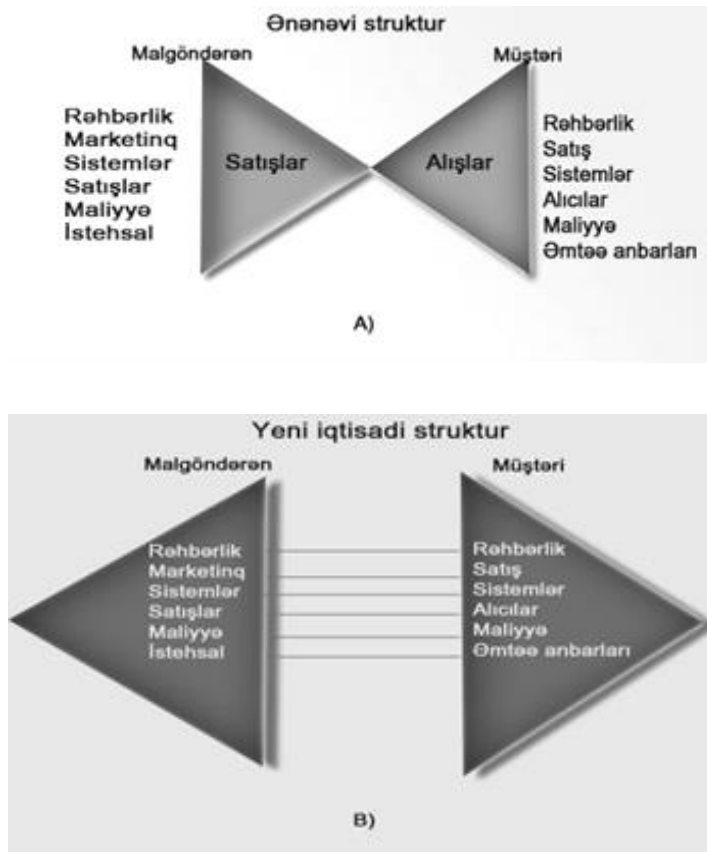 Ənənəvi struktur
Malgöndərən
Müştəri
Rəhbərlik
Marketinq
Sistemlər
Satışlar
Maliyyə
İstehsal
Satışlar
Alışlar
Rəhbərlik
Satış
Sistemlər
Alıcılar
Maliyyə
Əmtəə anbarları
A)
Yeni iqtisadi struktur
Malgöndərən
Müştəri
Rəhbərlik
Marketinq
Sistemlər
Satışlar
Maliyyə
İstehsal
Rəhbərlik
Satış
Sistemlər
Alıcılar
Maliyyə
Əmtəə anbarları
B)